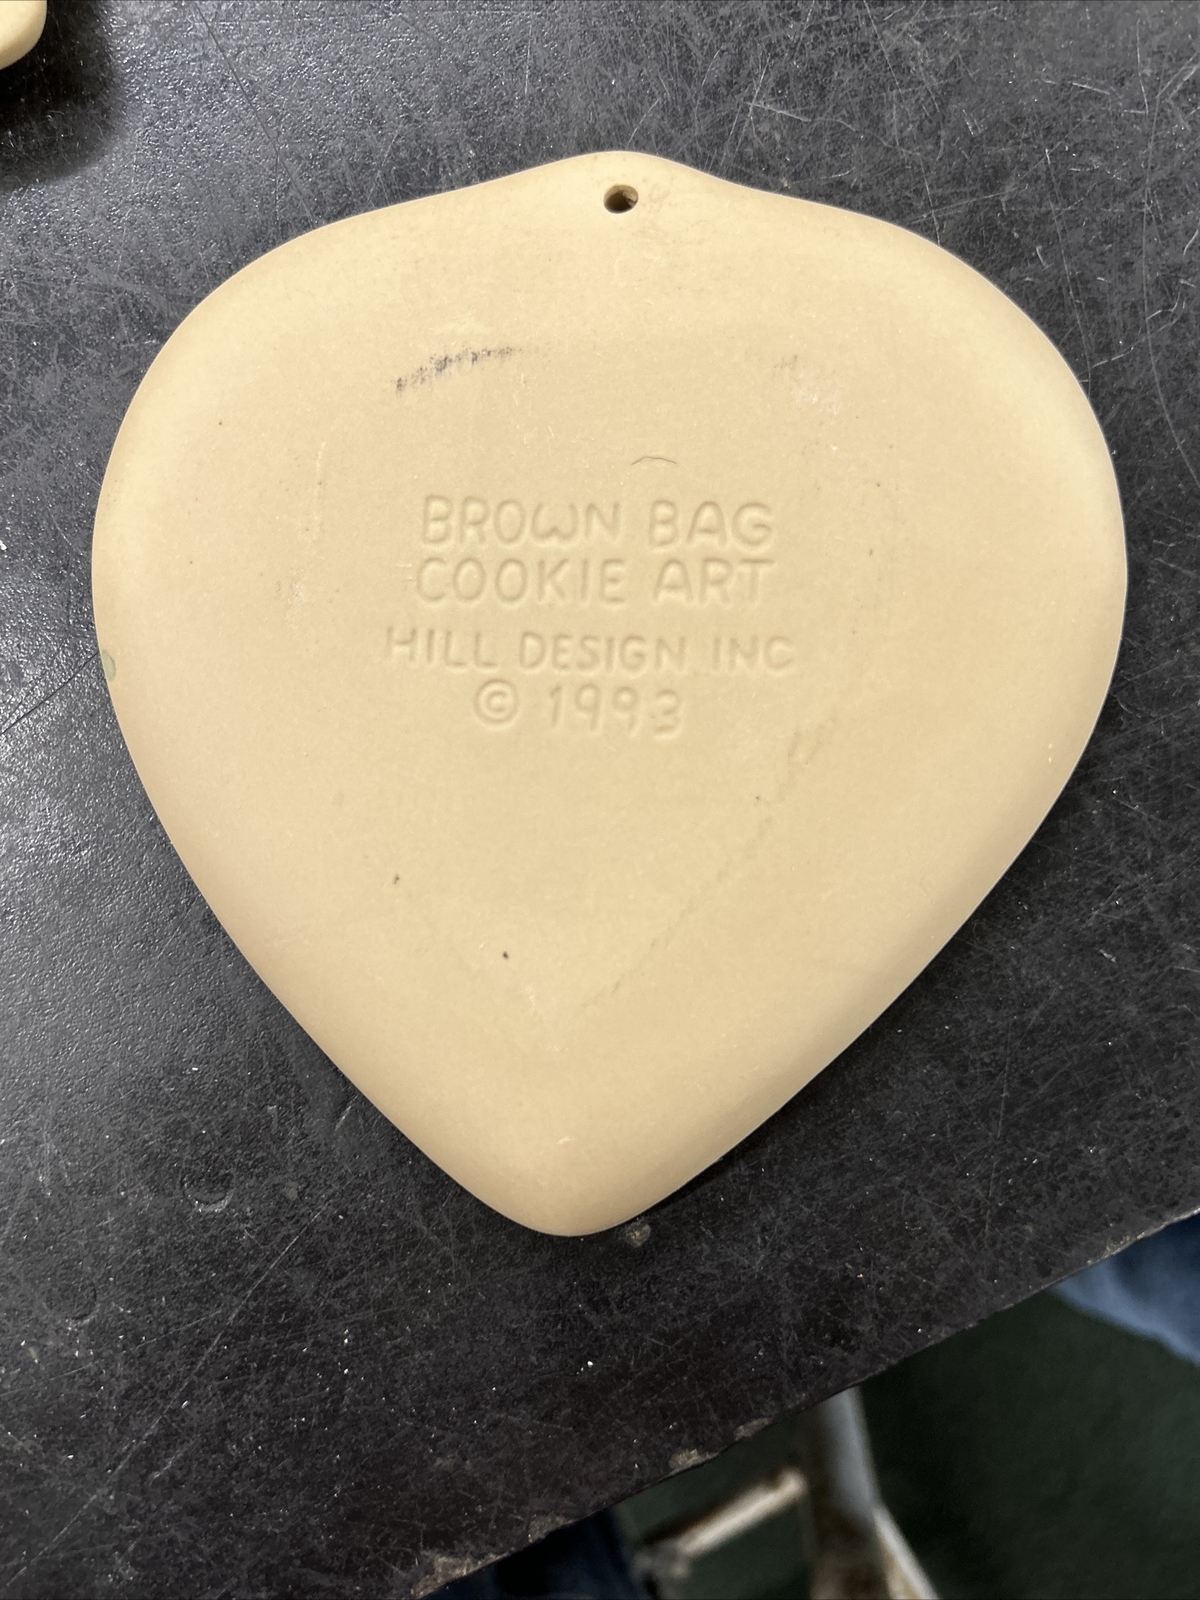 BROWN BAG
COOKIE ART
HILL DESIGN INC
© 1993